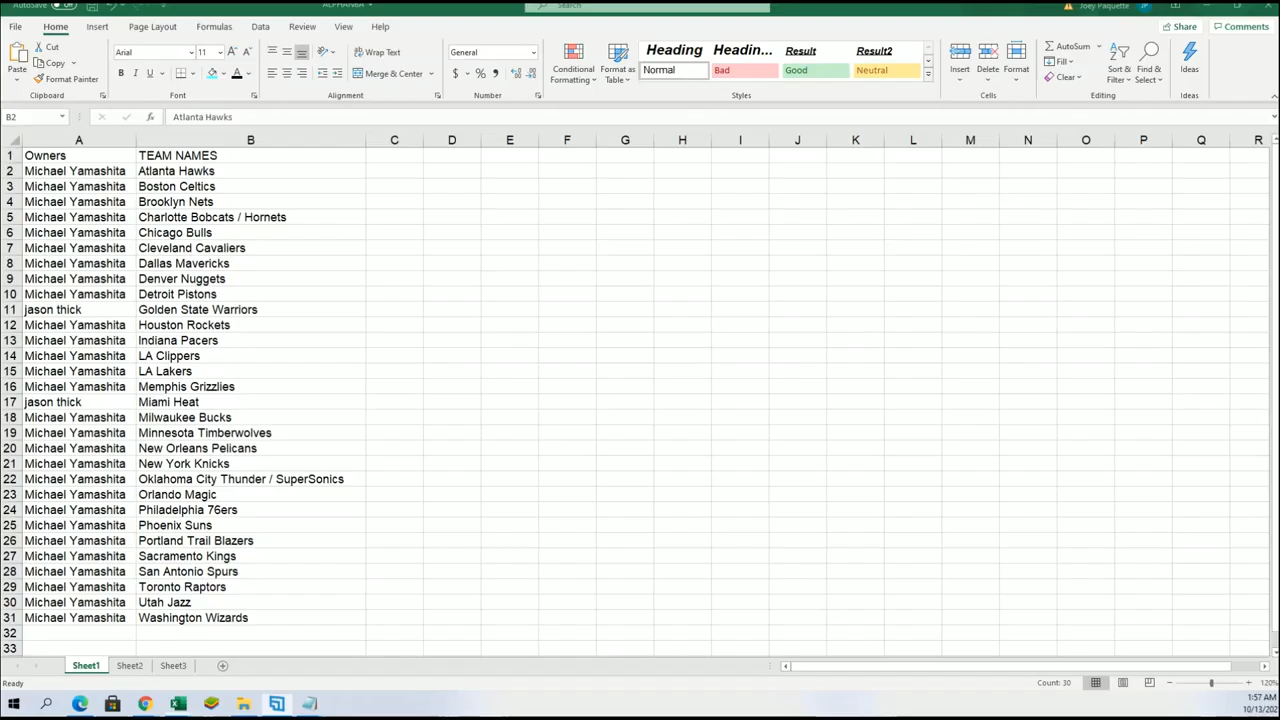 AutoSave
ALPHANBA
Search
Joey Paquette
JP
File Home Insert Page Layout Formulas Data Review View Help Share Comments
Cut
Copy
Format Painter
Paste
Clipboard
Arial 11
B I U
Font
Wrap Text
Merge & Center
Alignment
General
Number
Conditional Formatting
Format as Table
Heading Headin... Result Result2
Normal Bad Good Neutral
Styles
Insert Delete Format
Cells
AutoSum
Fill
Clear
Sort & Filter
Find & Select
Editing
Ideas
Ideas
B2 fx Atlanta Hawks
A B C D E F G H I J K L M N O P Q R
1 Owners TEAM NAMES
2 Michael Yamashita Atlanta Hawks
3 Michael Yamashita Boston Celtics
4 Michael Yamashita Brooklyn Nets
5 Michael Yamashita Charlotte Bobcats / Hornets
6 Michael Yamashita Chicago Bulls
7 Michael Yamashita Cleveland Cavaliers
8 Michael Yamashita Dallas Mavericks
9 Michael Yamashita Denver Nuggets
10 Michael Yamashita Detroit Pistons
11 jason thick Golden State Warriors
12 Michael Yamashita Houston Rockets
13 Michael Yamashita Indiana Pacers
14 Michael Yamashita LA Clippers
15 Michael Yamashita LA Lakers
16 Michael Yamashita Memphis Grizzlies
17 jason thick Miami Heat
18 Michael Yamashita Milwaukee Bucks
19 Michael Yamashita Minnesota Timberwolves
20 Michael Yamashita New Orleans Pelicans
21 Michael Yamashita New York Knicks
22 Michael Yamashita Oklahoma City Thunder / SuperSonics
23 Michael Yamashita Orlando Magic
24 Michael Yamashita Philadelphia 76ers
25 Michael Yamashita Phoenix Suns
26 Michael Yamashita Portland Trail Blazers
27 Michael Yamashita Sacramento Kings
28 Michael Yamashita San Antonio Spurs
29 Michael Yamashita Toronto Raptors
30 Michael Yamashita Utah Jazz
31 Michael Yamashita Washington Wizards
32
33
Sheet1 Sheet2 Sheet3
Ready Count: 30 120%
1:57 AM
10/13/202